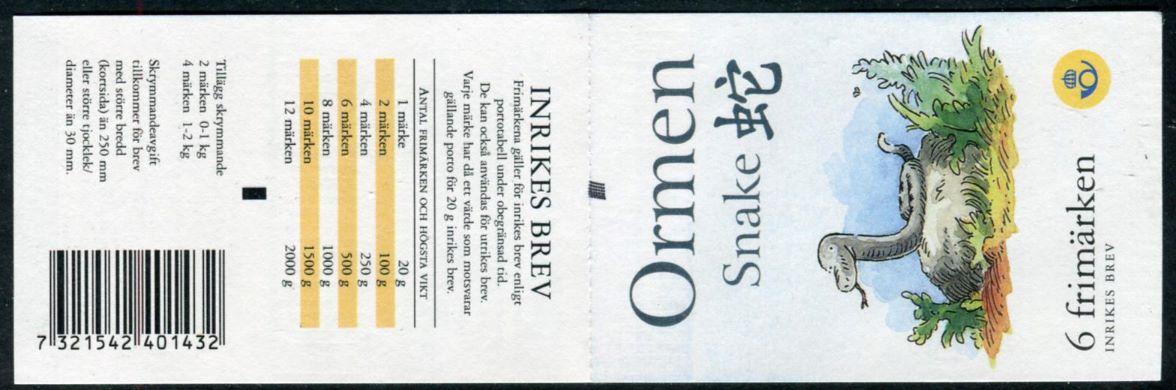 Ormen
Snake 蛇
6 frimärken
INRIKES BREV
INRIKES BREV
Frimärkena gäller för inrikes brev enligt
portotabell under obegränsad tid.
De kan också användas för utrikes brev.
Varje märke har då ett värde som motsvarar
gällande porto för 20 g inrikes brev.
ANTAL FRIMÄRKEN OCH HÖGSTA VIKT
1 märke 20 g
2 märken 100 g
4 märken 250 g
6 märken 500 g
8 märken 1000 g
10 märken 1500 g
12 märken 2000 g
Tillägg skrymmande
2 märken 0-1 kg
4 märken 1-2 kg
Skrymmandeavgift
tillkommer för brev
med större bredd
(kortsida) än 250 mm
eller större tjocklek/
diameter än 30 mm.
7 321542 401432